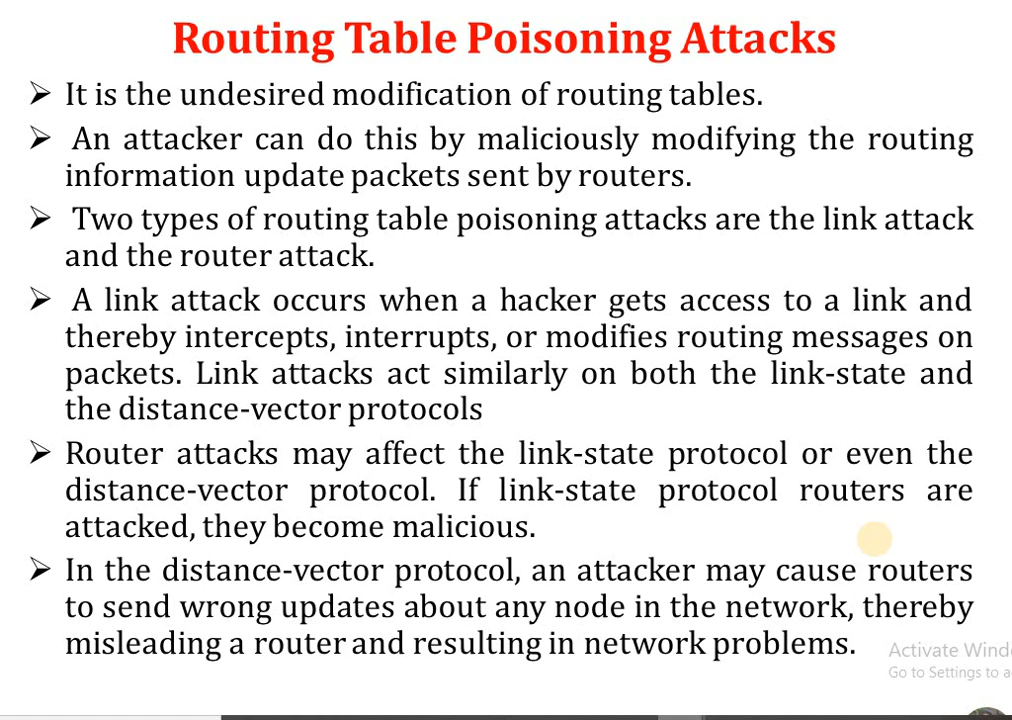 Routing Table Poisoning Attacks
➢ It is the undesired modification of routing tables.
➢ An attacker can do this by maliciously modifying the routing
information update packets sent by routers.
➢ Two types of routing table poisoning attacks are the link attack
and the router attack.
➢ A link attack occurs when a hacker gets access to a link and
thereby intercepts, interrupts, or modifies routing messages on
packets. Link attacks act similarly on both the link-state and
the distance-vector protocols
➢ Router attacks may affect the link-state protocol or even the
distance-vector protocol. If link-state protocol routers are
attacked, they become malicious.
➢ In the distance-vector protocol, an attacker may cause routers
to send wrong updates about any node in the network, thereby
misleading a router and resulting in network problems.
Activate Wind
Go to Settings to a